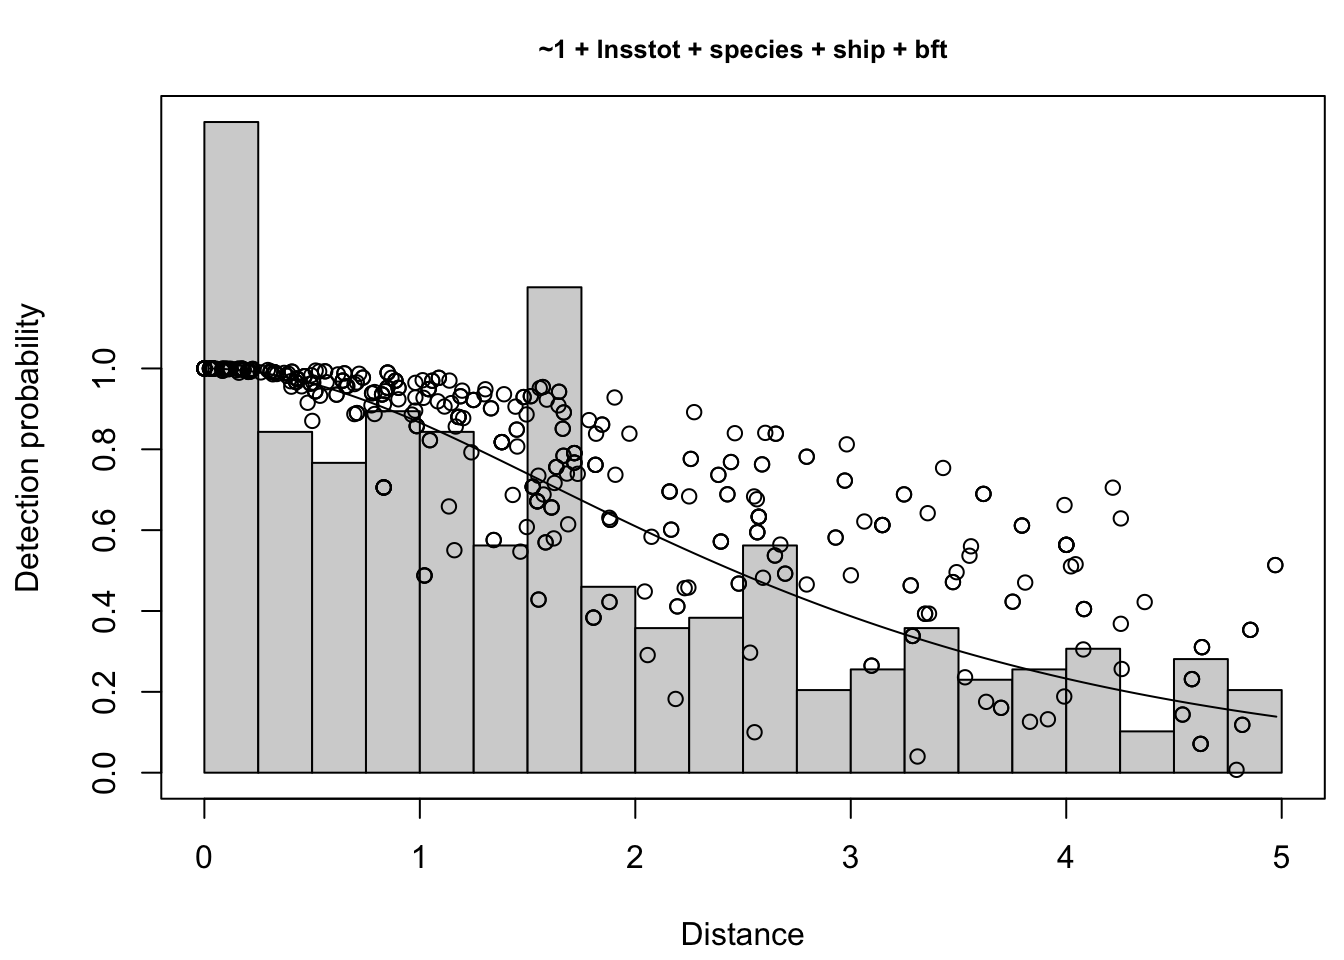 ~1 + lnsstot + species + ship + bft
Detection probability
1.0
0.8
0.6
0.4
0.2
0.0
0 1 2 3 4 5
Distance